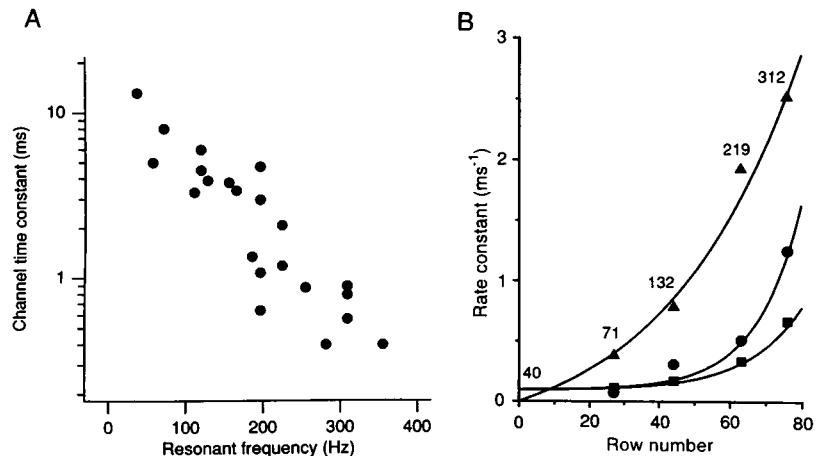 A
Channel time constant (ms)
10
1
0 100 200 300 400
Resonant frequency (Hz)
B
Rate constant (ms⁻¹)
3
2
1
0
312
219
132
71
40
0 20 40 60 80
Row number